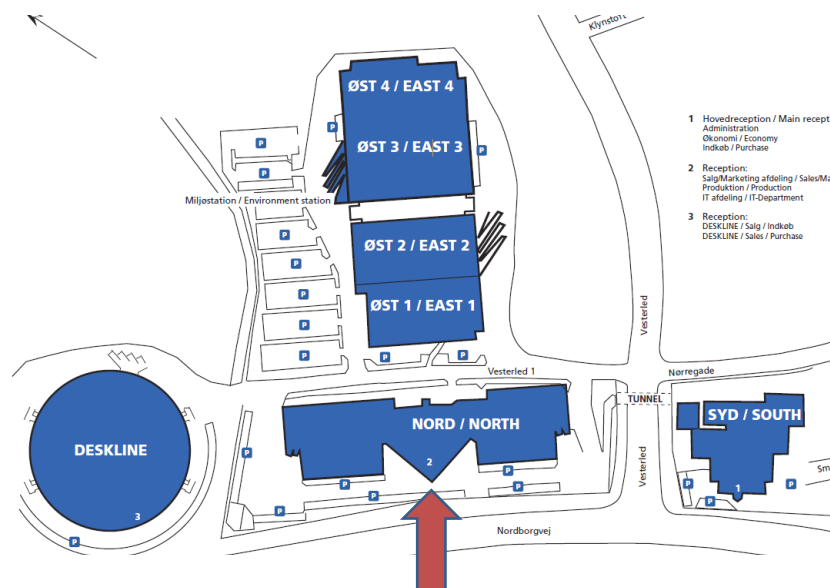 Klynstoft
ØST 4 / EAST 4
P
ØST 3 / EAST 3
P
P
P
Miljøstation / Environment station
1 Hovedreception / Main recept
Administration
Økonomi / Economy
Indkøb / Purchase
2 Reception:
Salg/Marketing afdeling / Sales/Ma
Produktion / Production
IT afdeling / IT-Department
3 Reception:
DESKLINE / Salg / Indkøb
DESKLINE / Sales / Purchase
P
P
ØST 2 / EAST 2
P
P
ØST 1 / EAST 1
P
P
P
P
Vesterled
Vesterled 1
Nørregade
TUNNEL
NORD / NORTH
SYD / SOUTH
DESKLINE
P
2
P
P
P
P
P
3
P
Vesterled
P
1
P
P
Sm
Nordborgvej